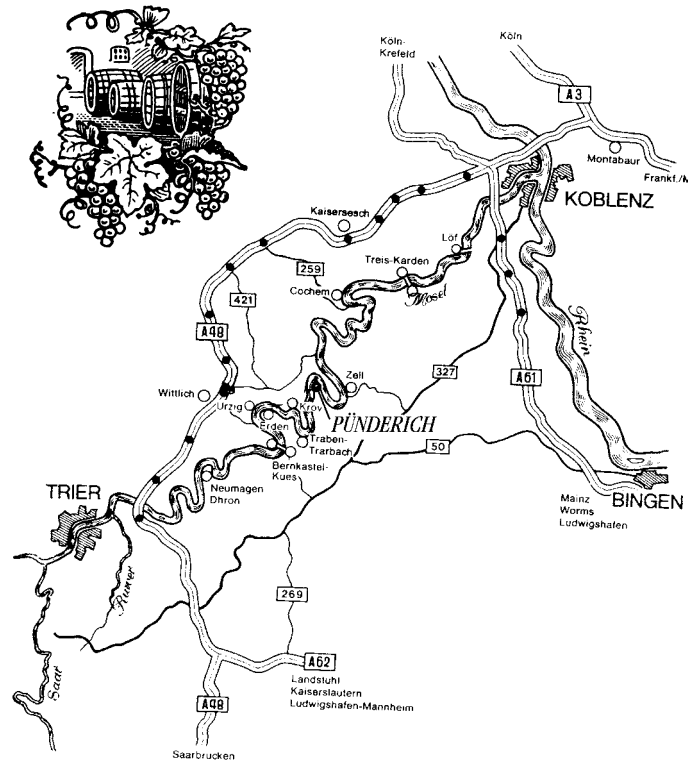 Köln-
Krefeld
Köln
A3
Montabaur
Frankf./M
KOBLENZ
Kaisersesch
Löf
Treis-Karden
259
Cochem
Mosel
421
Rhein
A48
327
A61
Zell
Wittlich
Ürzig
Kröv
PÜNDERICH
Erden
Traben-
Trarbach
50
Bernkastel-
Kues
TRIER
Neumagen
Dhron
BINGEN
Mainz
Worms
Ludwigshafen
Ruwer
269
Saar
A62
Landstuhl
Kaiserslautern
Ludwigshafen-Mannheim
A48
Saarbrucken